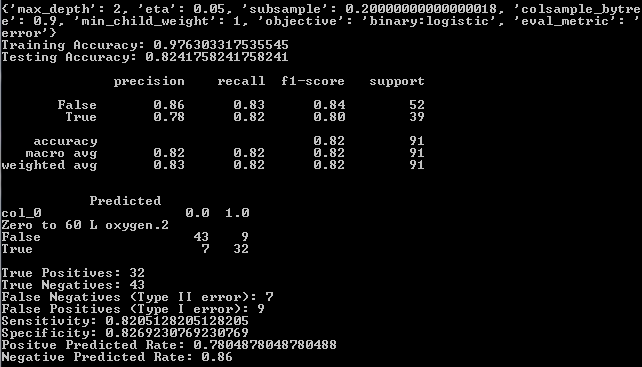 {'max_depth': 2, 'eta': 0.05, 'subsample': 0.20000000000000018, 'colsample_bytre
e': 0.9, 'min_child_weight': 1, 'objective': 'binary:logistic', 'eval_metric': '
error'}
Training Accuracy: 0.976303317535545
Testing Accuracy: 0.8241758241758241
precision recall f1-score support
False 0.86 0.83 0.84 52
True 0.78 0.82 0.80 39
accuracy 0.82 91
macro avg 0.82 0.82 0.82 91
weighted avg 0.83 0.82 0.82 91
Predicted
col_0 0.0 1.0
Zero to 60 L oxygen.2
False 43 9
True 7 32
True Positives: 32
True Negatives: 43
False Negatives (Type II error): 7
False Positives (Type I error): 9
Sensitivity: 0.8205128205128205
Specificity: 0.8269230769230769
Positve Predicted Rate: 0.7804878048780488
Negative Predicted Rate: 0.86